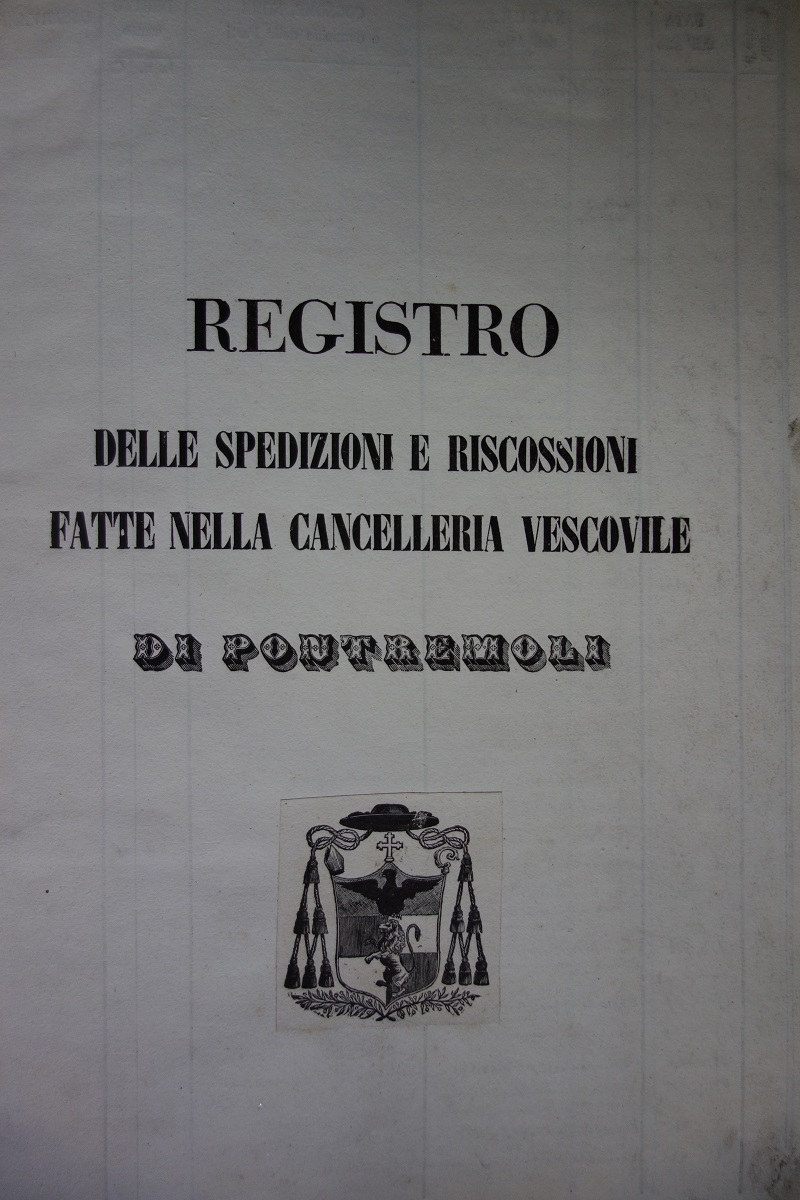 REGISTRO
DELLE SPEDIZIONI E RISCOSSIONI
FATTE NELLA CANCELLERIA VESCOVILE
DI PONTREMOLI